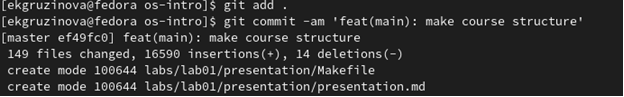 [ekgruzinova@fedora os-intro]$ git add .
[ekgruzinova@fedora os-intro]$ git commit -am 'feat(main): make course structure'
[master ef49fc0] feat(main): make course structure
 149 files changed, 16590 insertions(+), 14 deletions(-)
 create mode 100644 labs/lab01/presentation/Makefile
 create mode 100644 labs/lab01/presentation/presentation.md